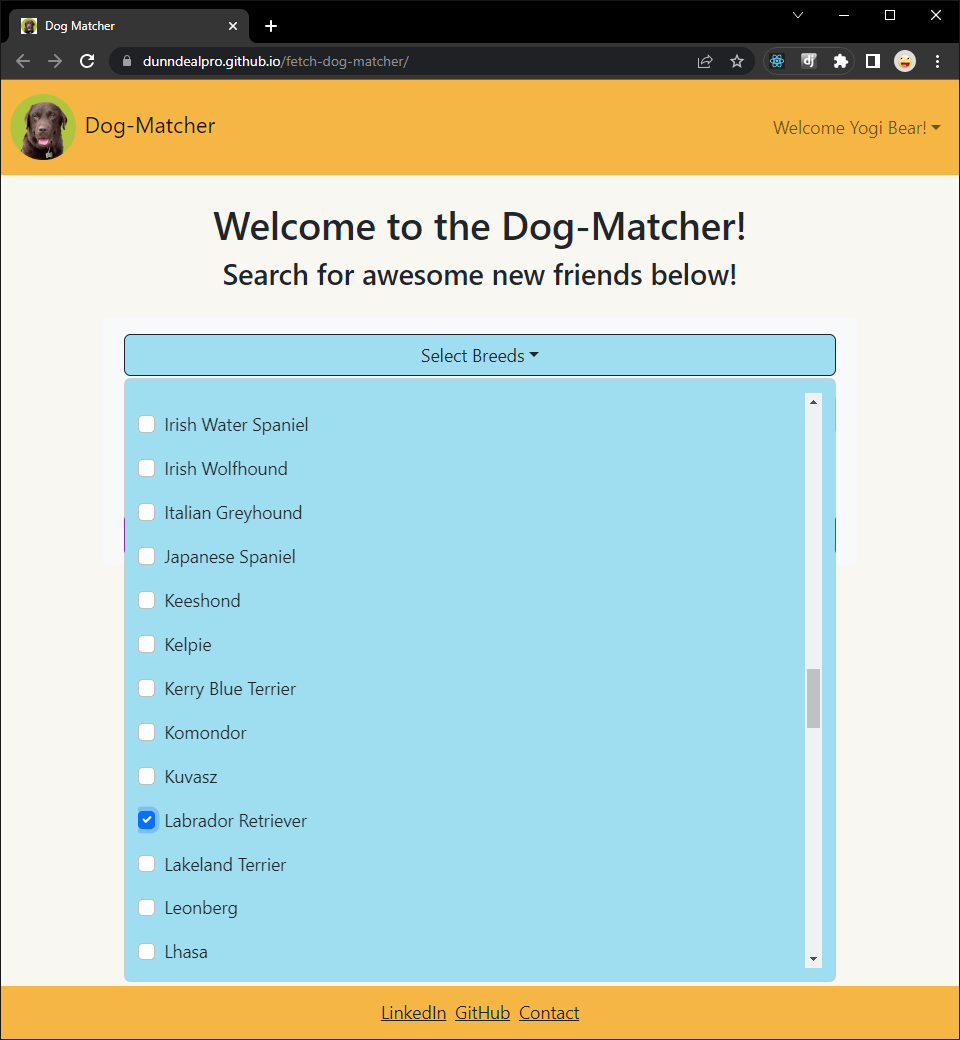 Dog Matcher
dunndealpro.github.io/fetch-dog-matcher/
dj
Dog-Matcher
Welcome Yogi Bear!
Welcome to the Dog-Matcher!
Search for awesome new friends below!
Select Breeds
Irish Water Spaniel
Irish Wolfhound
Italian Greyhound
Japanese Spaniel
Keeshond
Kelpie
Kerry Blue Terrier
Komondor
Kuvasz
Labrador Retriever
Lakeland Terrier
Leonberg
Lhasa
LinkedIn GitHub Contact